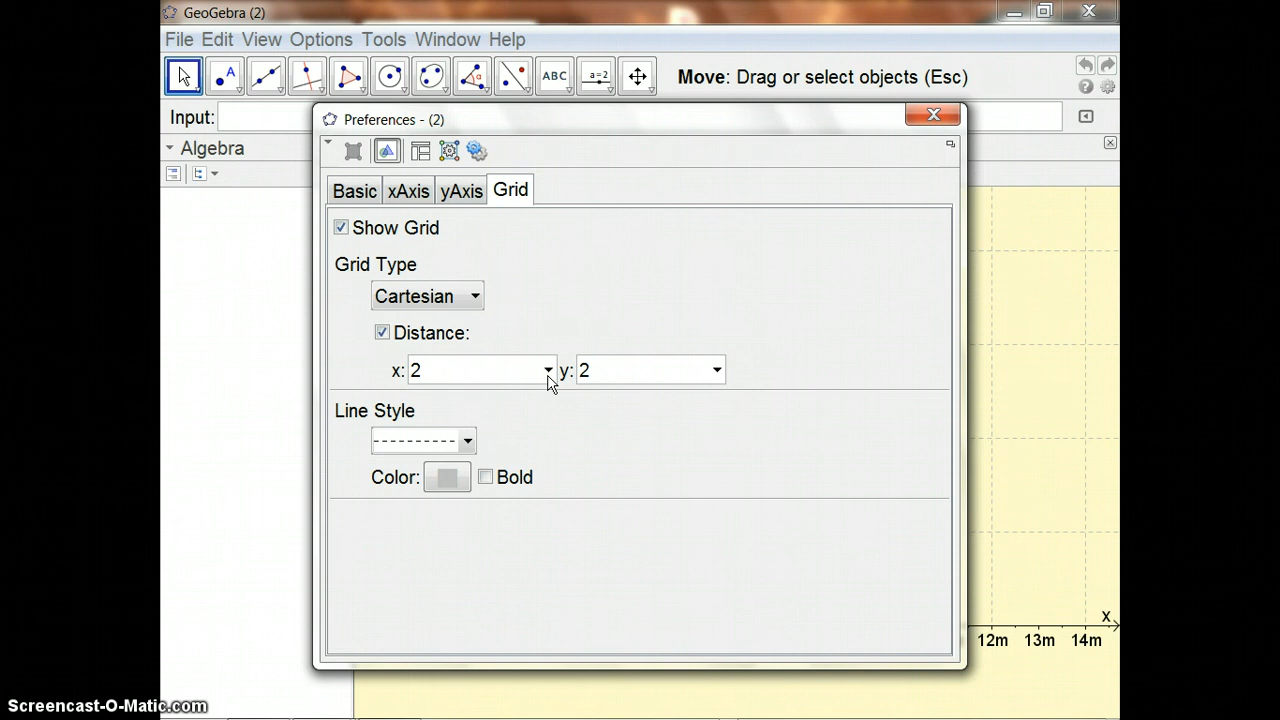 GeoGebra (2)
File Edit View Options Tools Window Help
A
ABC
a=2
Move: Drag or select objects (Esc)
Input:
Preferences - (2)
Algebra
Basic xAxis yAxis Grid
Show Grid
Grid Type
Cartesian
Distance:
x: 2 y: 2
Line Style
Color: Bold
x
12m 13m 14m
Screencast-O-Matic.com